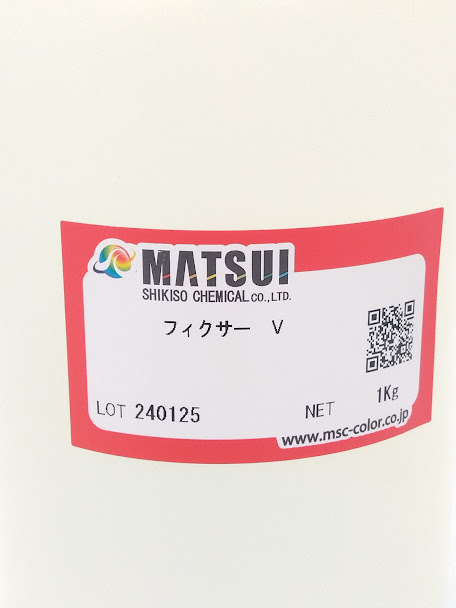 MATSUI
SHIKISO CHEMICAL CO.,LTD.
フィクサー V
LOT 240125 NET 1Kg
www.msc-color.co.jp